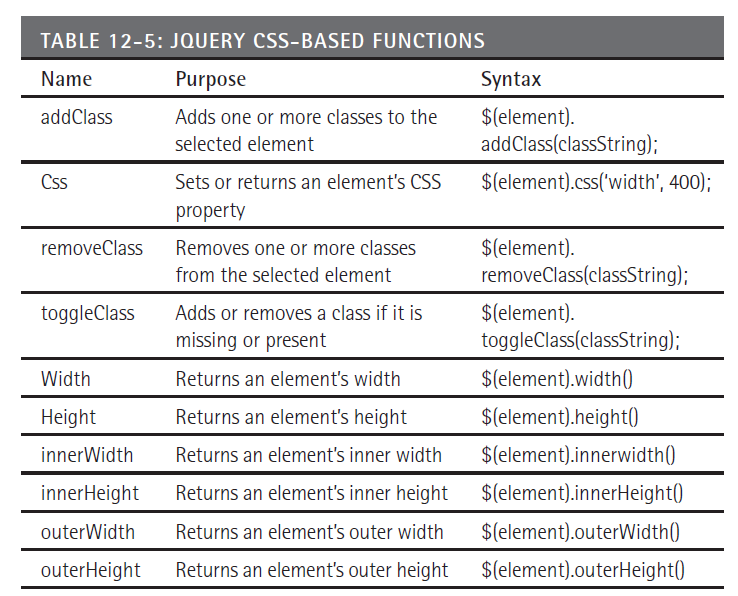 TABLE 12-5: JQUERY CSS-BASED FUNCTIONS
Name Purpose Syntax
addClass Adds one or more classes to the $(element).
selected element addClass(classString);
Css Sets or returns an element’s CSS $(element).css(‘width’, 400);
property
removeClass Removes one or more classes $(element).
from the selected element removeClass(classString);
toggleClass Adds or removes a class if it is $(element).
missing or present toggleClass(classString);
Width Returns an element’s width $(element).width()
Height Returns an element’s height $(element).height()
innerWidth Returns an element’s inner width $(element).innerwidth()
innerHeight Returns an element’s inner height $(element).innerHeight()
outerWidth Returns an element’s outer width $(element).outerWidth()
outerHeight Returns an element’s outer height $(element).outerHeight()